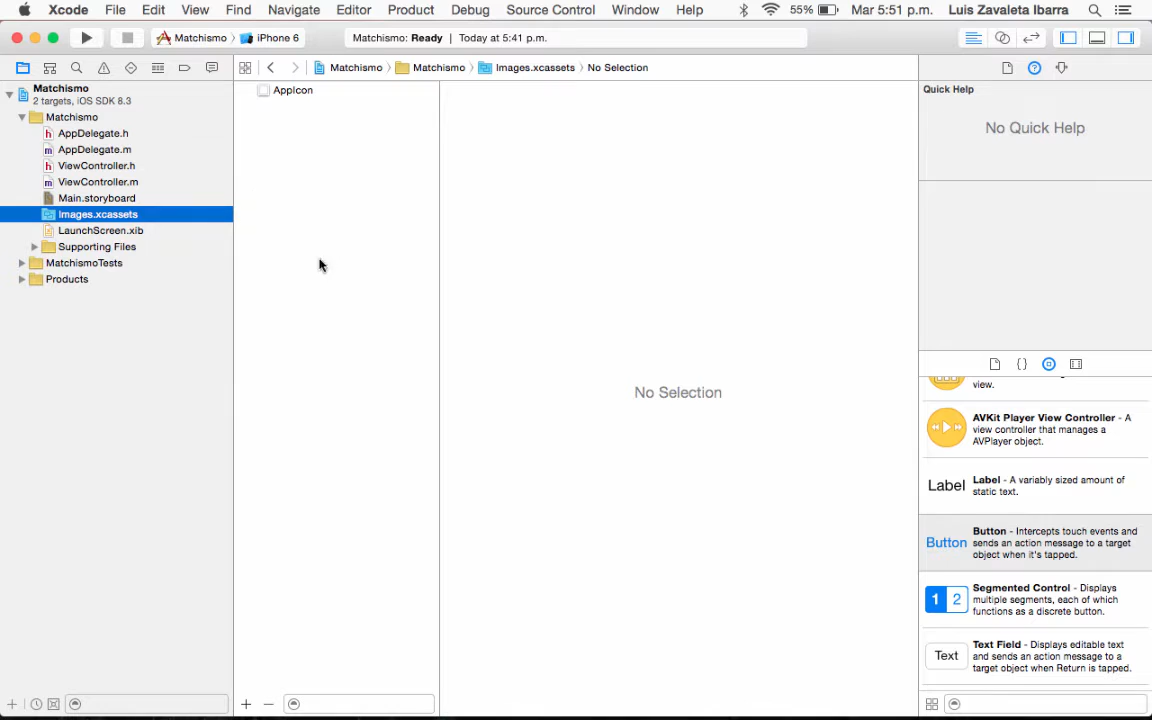 Xcode File Edit View Find Navigate Editor Product Debug Source Control Window Help 55% Mar 5:51 p.m. Luis Zavaleta Ibarra
Matchismo iPhone 6 Matchismo: Ready | Today at 5:41 p.m.
Matchismo Matchismo Images.xcassets No Selection
Matchismo
2 targets, iOS SDK 8.3
Matchismo
h AppDelegate.h
m AppDelegate.m
h ViewController.h
m ViewController.m
Main.storyboard
Images.xcassets
LaunchScreen.xib
Supporting Files
MatchismoTests
Products
AppIcon
No Selection
Quick Help
No Quick Help
view.
AVKit Player View Controller - A
view controller that manages a
AVPlayer object.
Label
Label - A variably sized amount of
static text.
Button
Button - Intercepts touch events and
sends an action message to a target
object when it's tapped.
1 2
Segmented Control - Displays
multiple segments, each of which
functions as a discrete button.
Text
Text Field - Displays editable text
and sends an action message to a
target object when Return is tapped.